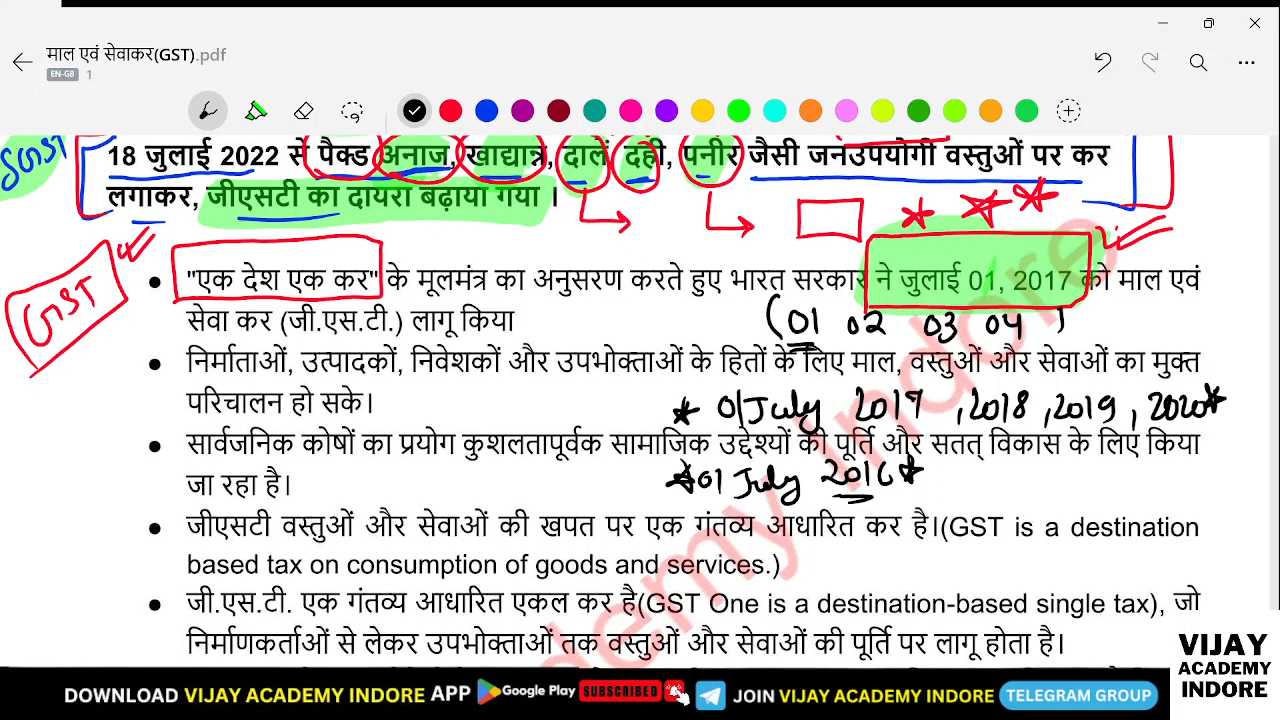 माल एवं सेवाकर(GST).pdf
EN-GB 1
SGST
18 जुलाई 2022 से पैक्ड अनाज, खाद्यान्न, दालें दही, पनीर जैसी जनउपयोगी वस्तुओं पर कर
लगाकर, जीएसटी का दायरा बढ़ाया गया ।
GST
"एक देश एक कर" के मूलमंत्र का अनुसरण करते हुए भारत सरकार ने जुलाई 01, 2017 को माल एवं
सेवा कर (जी.एस.टी.) लागू किया
(01 02 03 04 )
निर्माताओं, उत्पादकों, निवेशकों और उपभोक्ताओं के हितों के लिए माल, वस्तुओं और सेवाओं का मुक्त
परिचालन हो सके।
01 July 2017 , 2018 , 2019 , 2020
सार्वजनिक कोषों का प्रयोग कुशलतापूर्वक सामाजिक उद्देश्यों की पूर्ति और सतत् विकास के लिए किया
जा रहा है।
01 July 2016
जीएसटी वस्तुओं और सेवाओं की खपत पर एक गंतव्य आधारित कर है।(GST is a destination
based tax on consumption of goods and services.)
जी.एस.टी. एक गंतव्य आधारित एकल कर है(GST One is a destination-based single tax), जो
निर्माणकर्ताओं से लेकर उपभोक्ताओं तक वस्तुओं और सेवाओं की पूर्ति पर लागू होता है।
demy Indore
VIJAY
ACADEMY
INDORE
DOWNLOAD VIJAY ACADEMY INDORE APP Google Play SUBSCRIBED JOIN VIJAY ACADEMY INDORE TELEGRAM GROUP